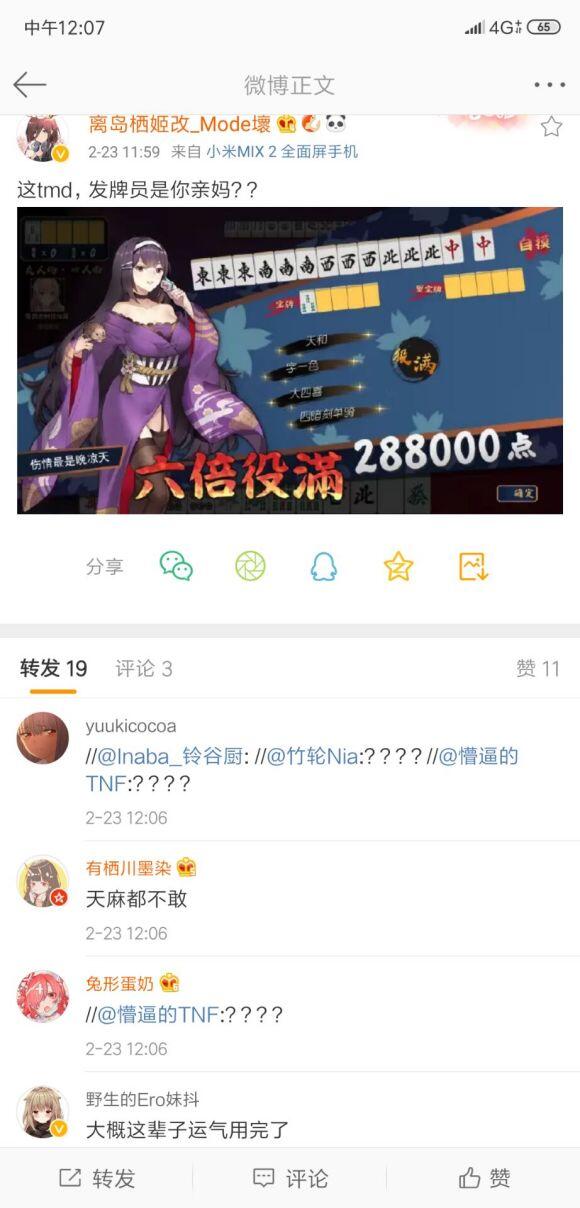 中午12:07
4G
65
微博正文
离岛栖姬改_Mode壞
2-23 11:59 来自 小米MIX 2 全面屏手机
这tmd，发牌员是你亲妈？？
東東東南南南西西西北北北中 中
自摸
宝牌
天和
字一色
大四喜
四暗刻单骑
役满
伤情最是晚凉天
六倍役滿
288000点
北
發
确定
分享
转发 19
评论 3
赞 11
yuukicocoa
//@Inaba_铃谷厨: //@竹轮Nia:？？？？//@懵逼的
TNF:？？？？
2-23 12:06
有栖川墨染
天麻都不敢
2-23 12:06
兔形蛋奶
//@懵逼的TNF:？？？？
2-23 12:06
野生的Ero妹抖
大概这辈子运气用完了
转发
评论
赞